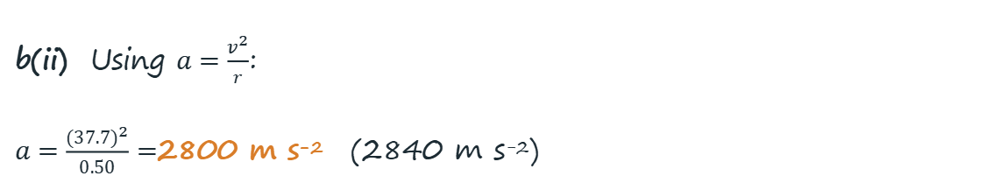 b(ii) Using a = v²/r:
a = (37.7)²/0.50 =2800 m s⁻² (2840 m s⁻²)